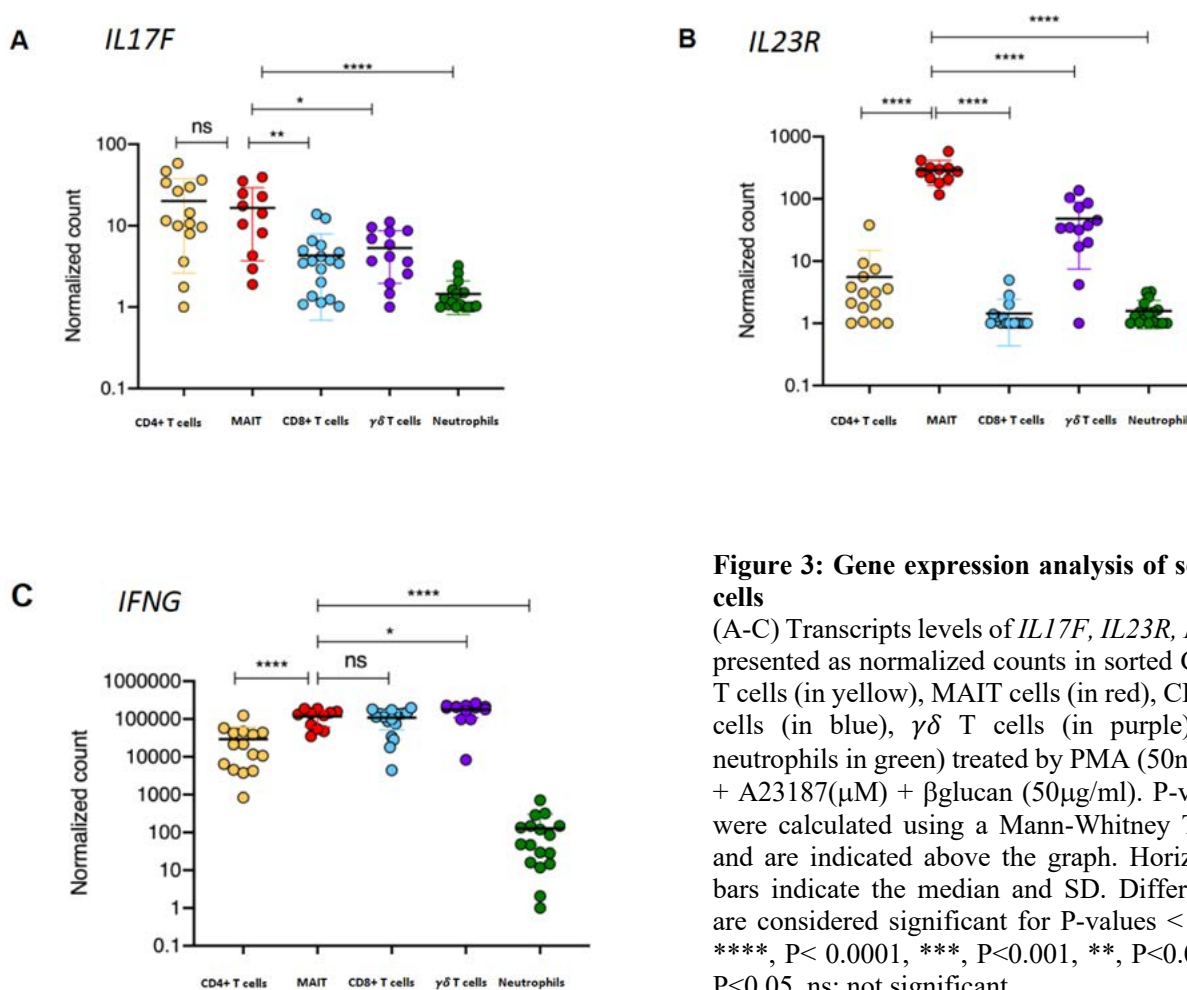 A
IL17F
****
*
ns
**
100
10
1
0.1
Normalized count
CD4+ T cells
MAIT
CD8+ T cells
γδ T cells
Neutrophils
B
IL23R
****
****
****
****
1000
100
10
1
0.1
Normalized count
CD4+ T cells
MAIT
CD8+ T cells
γδ T cells
Neutrophils
C
IFNG
****
*
****
ns
1000000
100000
10000
1000
100
10
1
0.1
Normalized count
CD4+ T cells
MAIT
CD8+ T cells
γδ T cells
Neutrophils
Figure 3: Gene expression analysis of
cells
(A-C) Transcripts levels of IL17F, IL23R,
presented as normalized counts in sorted
T cells (in yellow), MAIT cells (in red),
cells (in blue), γδ T cells (in purple)
neutrophils in green) treated by PMA
+ A23187(μM) + βglucan (50μg/ml).
were calculated using a Mann-Whitney
and are indicated above the graph.
bars indicate the median and SD.
are considered significant for P-values <
****, P< 0.0001, ***, P<0.001, **,
P<0.05, ns: not significant